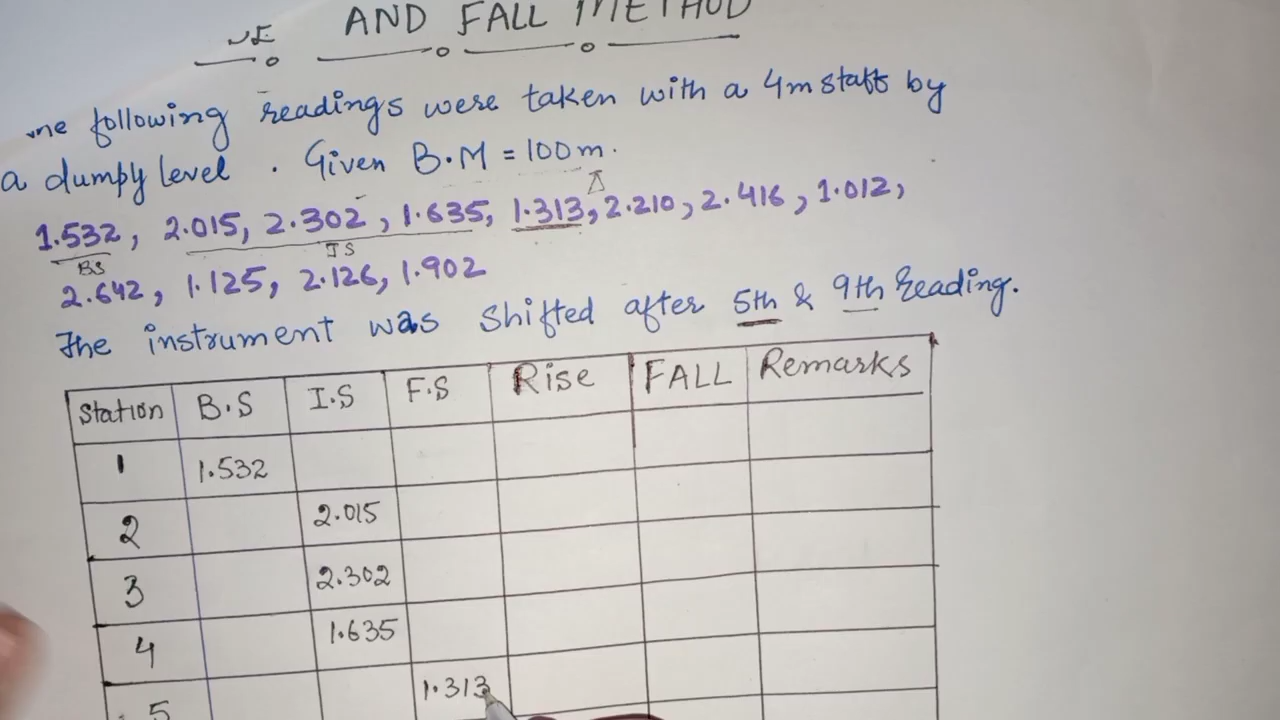 AND FALL METHOD
following readings were taken with a 4m staff by
a dumpy level . Given B.M = 100m.
1.532, 2.015, 2.302, 1.635, 1.313, 2.210, 2.416, 1.012,
BS IS
2.642, 1.125, 2.126, 1.902
The instrument was shifted after 5th & 9th reading.
Station B.S I.S F.S Rise FALL Remarks
1 1.532
2 2.015
3 2.302
4 1.635
5 1.313